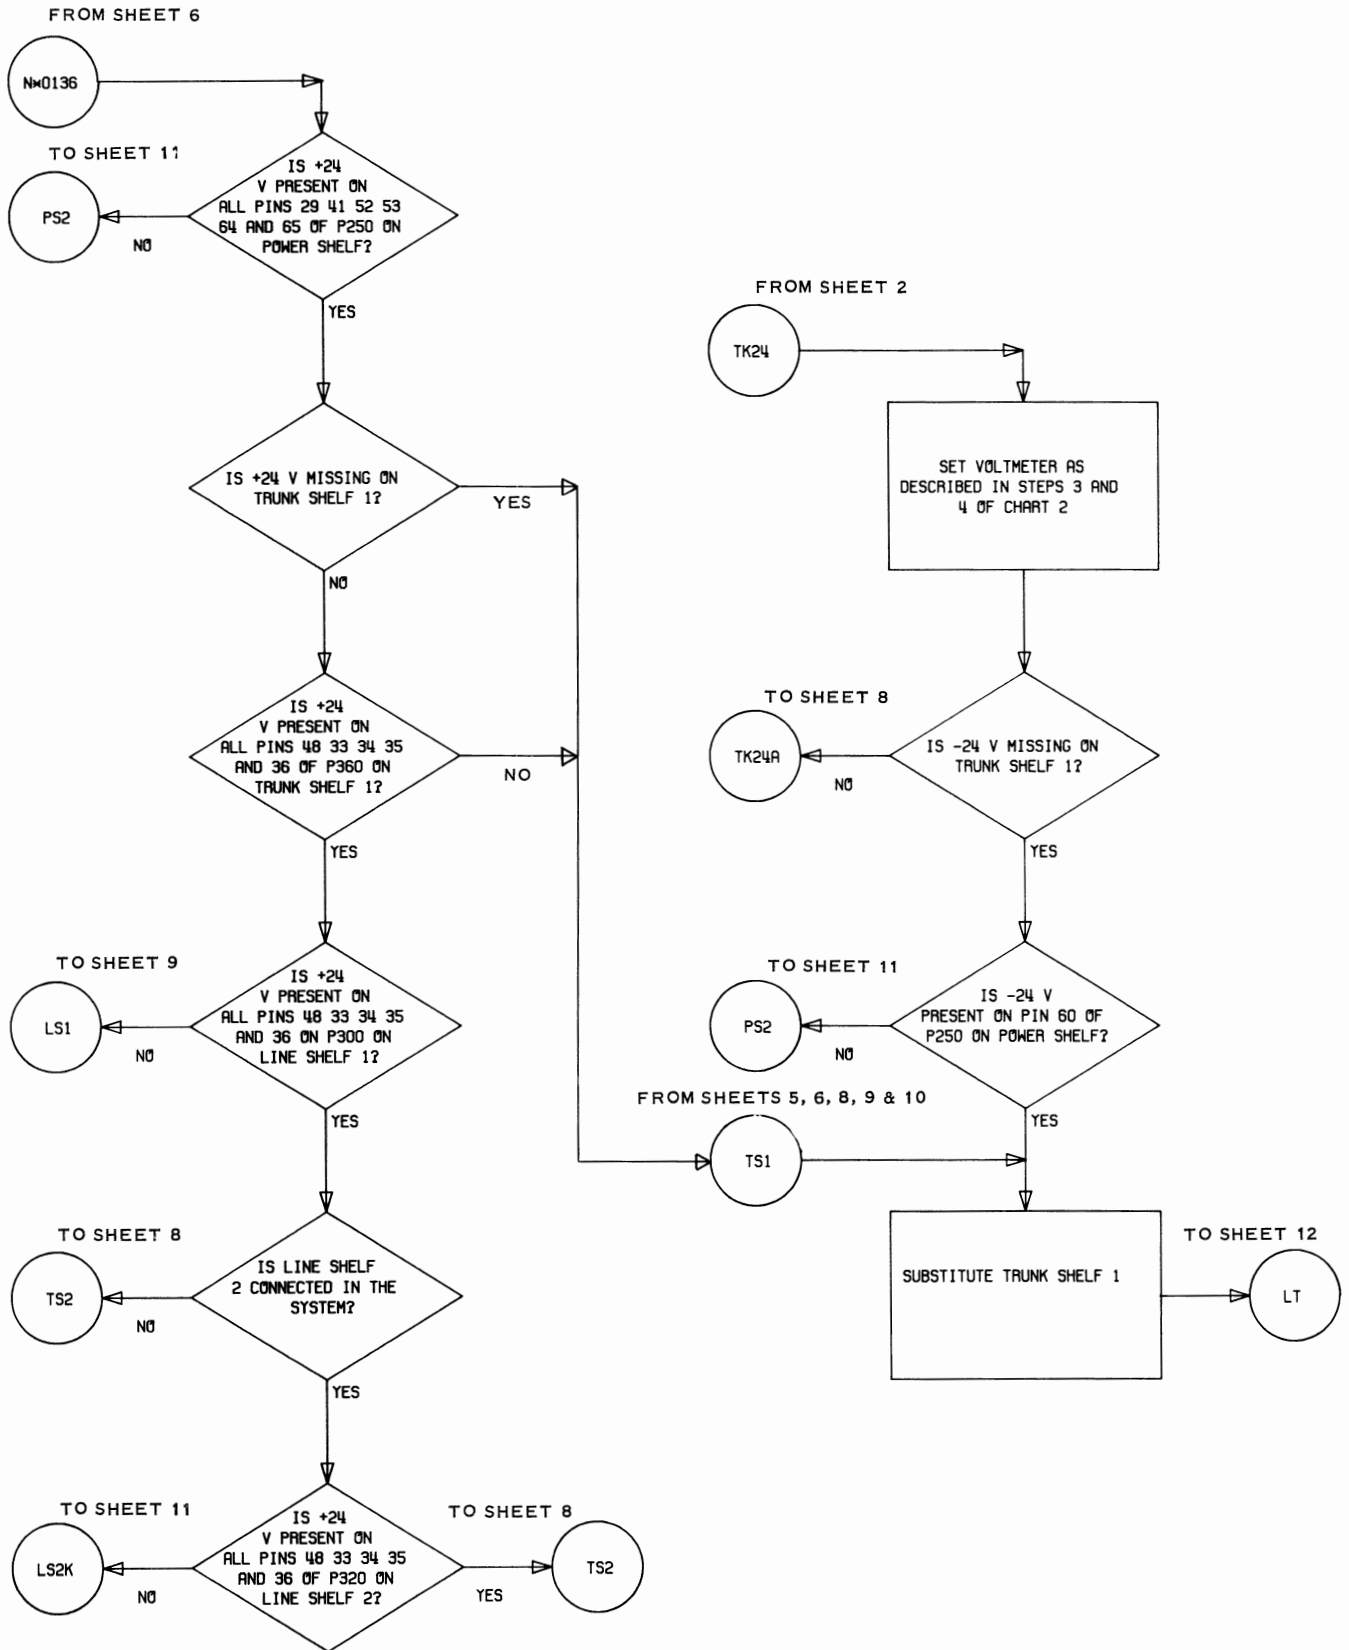 FROM SHEET 6
N*0136
TO SHEET 11
PS2
NO
IS +24
V PRESENT ON
ALL PINS 29 41 52 53
64 AND 65 OF P250 ON
POWER SHELF?
YES
IS +24 V MISSING ON
TRUNK SHELF 1?
YES
NO
IS +24
V PRESENT ON
ALL PINS 48 33 34 35
AND 36 OF P360 ON
TRUNK SHELF 1?
NO
YES
TO SHEET 9
LS1
NO
IS +24
V PRESENT ON
ALL PINS 48 33 34 35
AND 36 ON P300 ON
LINE SHELF 1?
YES
TO SHEET 8
TS2
NO
IS LINE SHELF
2 CONNECTED IN THE
SYSTEM?
YES
TO SHEET 11
LS2K
NO
IS +24
V PRESENT ON
ALL PINS 48 33 34 35
AND 36 OF P320 ON
LINE SHELF 2?
YES
TO SHEET 8
TS2
FROM SHEET 2
TK24
SET VOLTMETER AS
DESCRIBED IN STEPS 3 AND
4 OF CHART 2
TO SHEET 8
TK24A
NO
IS -24 V MISSING ON
TRUNK SHELF 1?
YES
TO SHEET 11
PS2
NO
IS -24 V
PRESENT ON PIN 60 OF
P250 ON POWER SHELF?
YES
FROM SHEETS 5, 6, 8, 9 & 10
TS1
SUBSTITUTE TRUNK SHELF 1
TO SHEET 12
LT